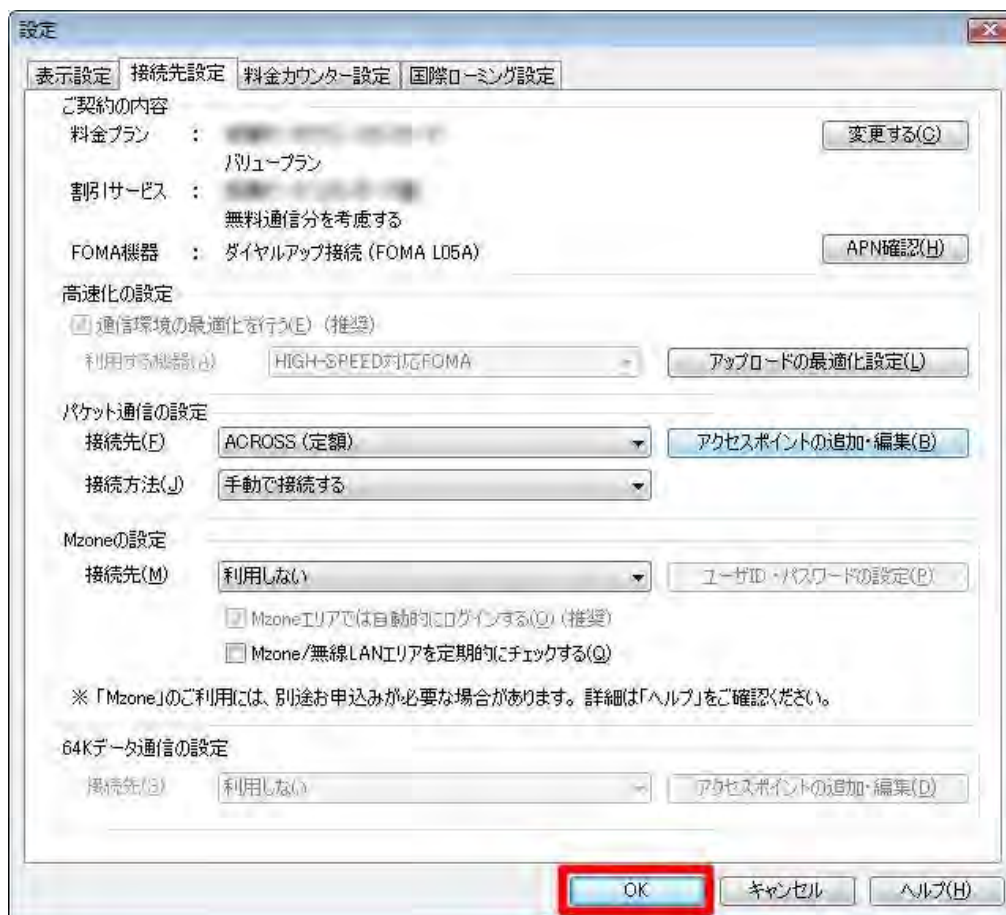 設定
表示設定 接続先設定 料金カウンター設定 国際ローミング設定
ご契約の内容
料金プラン : 変更する(C)
バリュープラン
割引サービス :
無料通信分を考慮する
FOMA機器 : ダイヤルアップ接続 (FOMA L05A) APN確認(H)
高速化の設定
通信環境の最適化を行う(E) (推奨)
利用する機器(A) HIGH-SPEED対応FOMA アップロードの最適化設定(L)
パケット通信の設定
接続先(F) ACROSS (定額) アクセスポイントの追加・編集(B)
接続方法(J) 手動で接続する
Mzoneの設定
接続先(M) 利用しない ユーザID・パスワードの設定(P)
Mzoneエリアでは自動的にログインする(O) (推奨)
Mzone/無線LANエリアを定期的にチェックする(Q)
※「Mzone」のご利用には、別途お申込みが必要な場合があります。詳細は「ヘルプ」をご確認ください。
64Kデータ通信の設定
接続先(S) 利用しない アクセスポイントの追加・編集(D)
OK キャンセル ヘルプ(H)